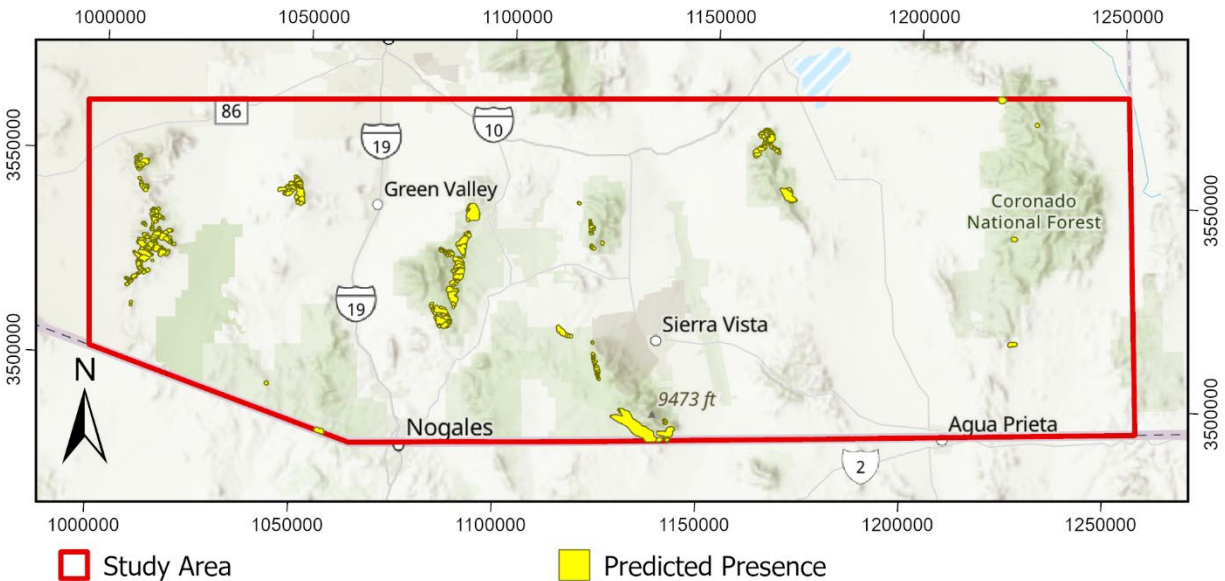 1000000 1050000 1100000 1150000 1200000 1250000
86
19
10
3550000
3550000
Green Valley
Coronado
National Forest
19
Sierra Vista
3500000
3500000
N
9473 ft
Nogales
Agua Prieta
2
1000000 1050000 1100000 1150000 1200000 1250000
Study Area
Predicted Presence